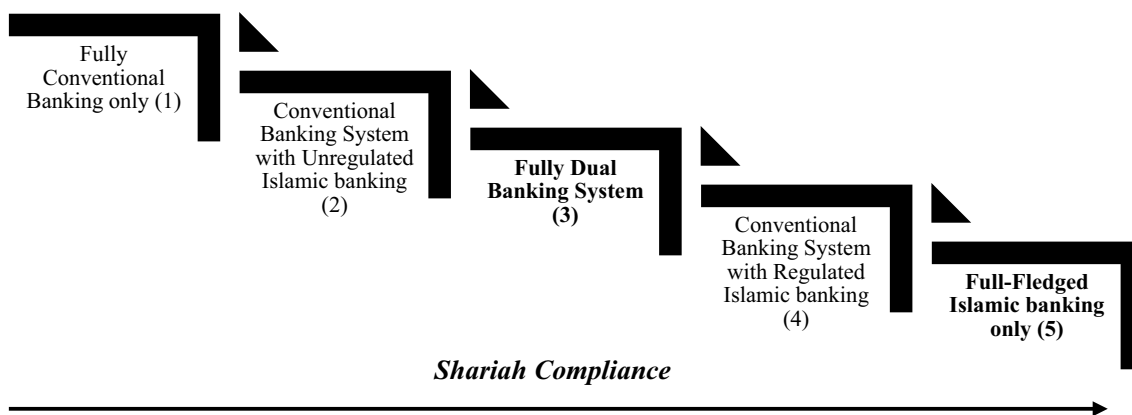 Fully
Conventional
Banking only (1)
Conventional
Banking System
with Unregulated
Islamic banking
(2)
Fully Dual
Banking System
(3)
Conventional
Banking System
with Regulated
Islamic banking
(4)
Full-Fledged
Islamic banking
only (5)
Shariah Compliance